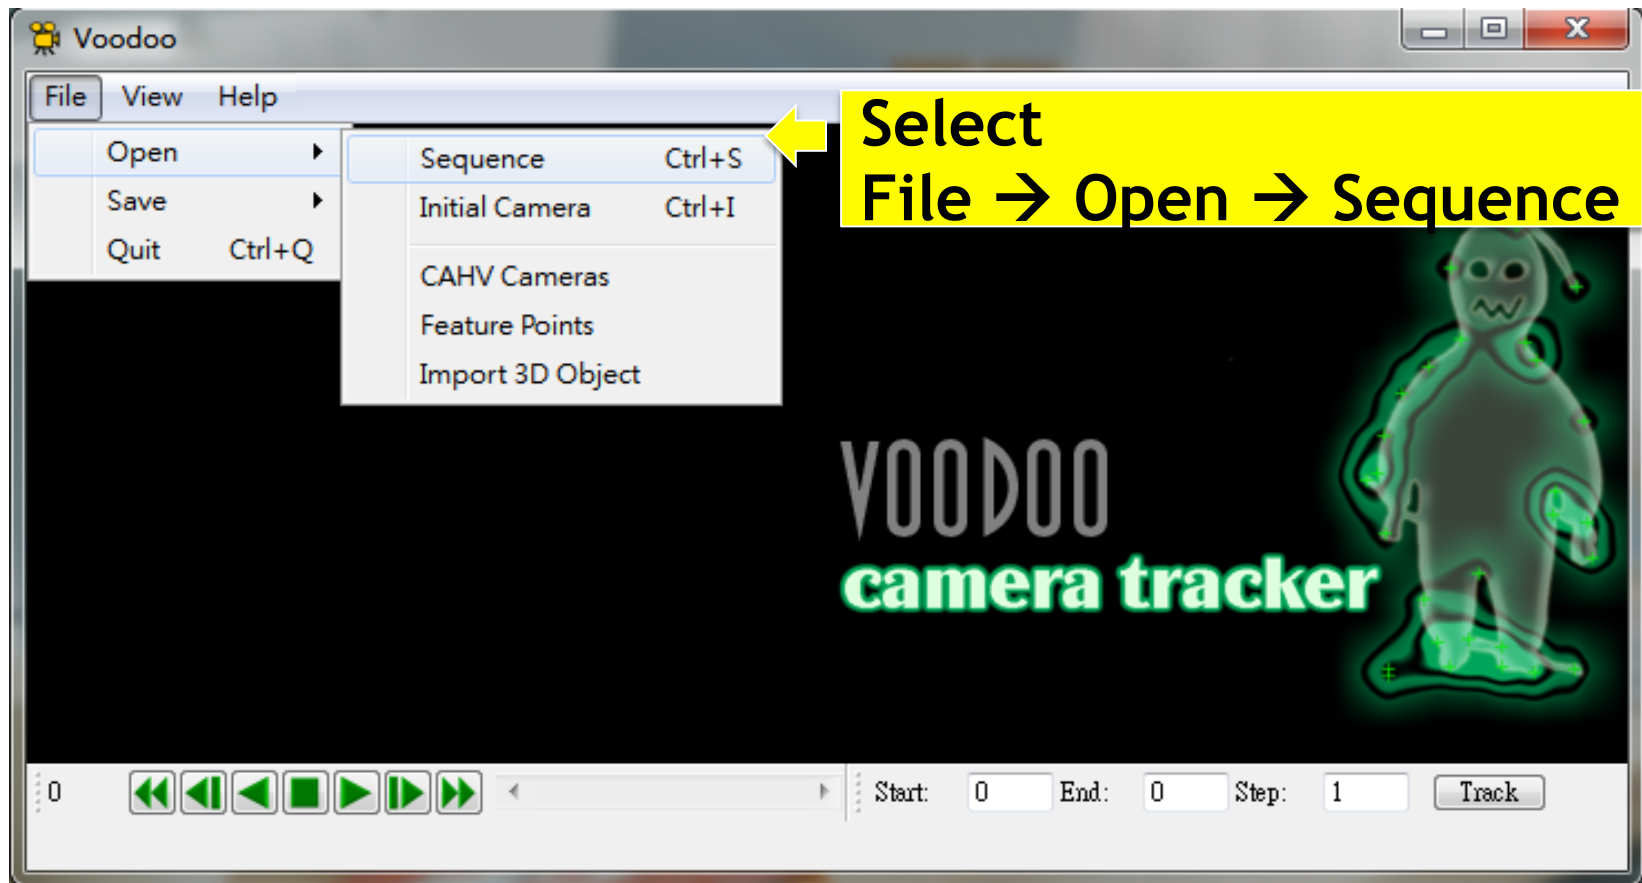 Voodoo
File View Help
Open
Save
Quit Ctrl+Q
Sequence Ctrl+S
Initial Camera Ctrl+I
CAHV Cameras
Feature Points
Import 3D Object
Select
File → Open → Sequence
VOODOO
camera tracker
0 Start: 0 End: 0 Step: 1 Track